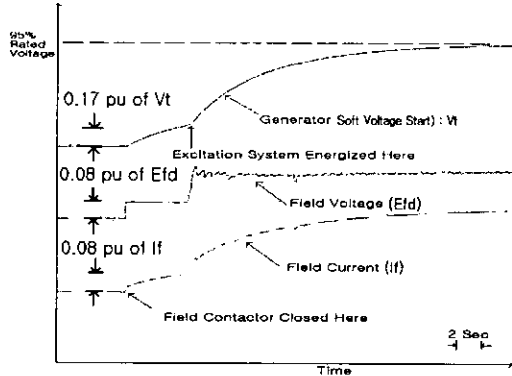 95%
Rated
Voltage
0.17 pu of Vt
Generator Soft Voltage Start) : Vt
Excitation System Energized Here
0.08 pu of Efd
Field Voltage (Efd)
0.08 pu of If
Field Current (If)
Field Contactor Closed Here
2 Sec
Time